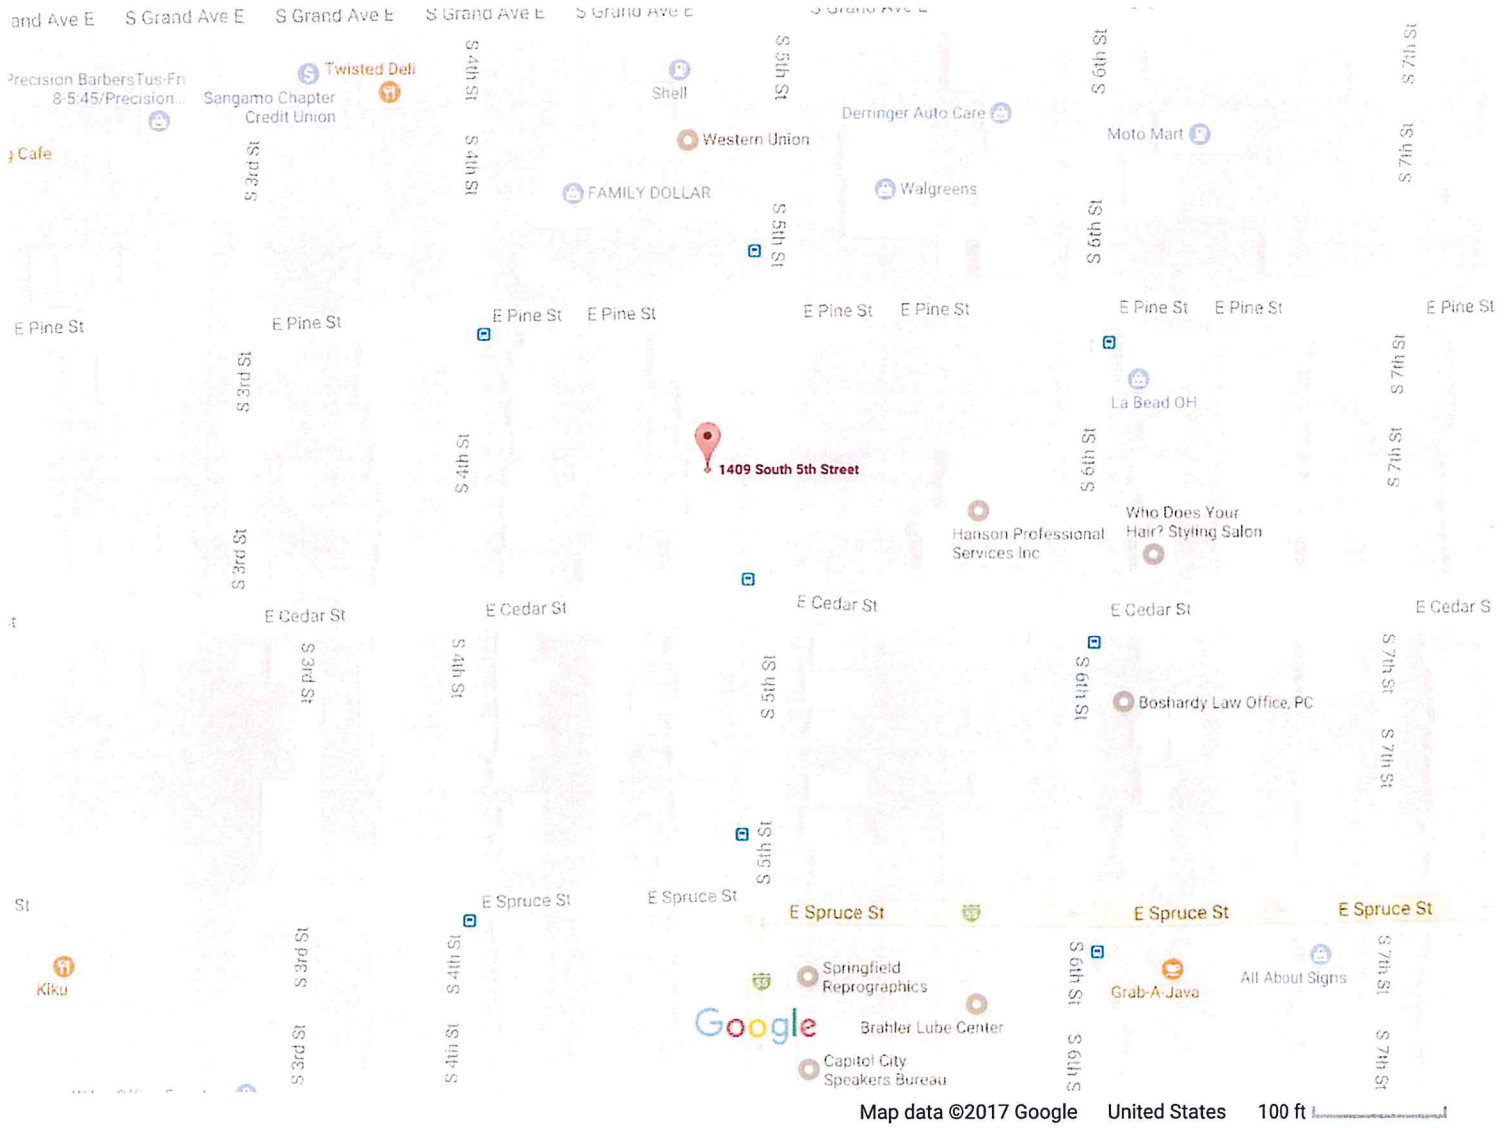 and Ave E S Grand Ave E S Grand Ave E S Grand Ave E S Grand Ave E S Grand Ave E
S 4th St
S 5th St
S 6th St
S 7th St
Precision BarbersTus-Fri
8-5:45/Precision...
Sangamo Chapter
Credit Union
Twisted Deli
Shell
Derringer Auto Care
Moto Mart
Western Union
g Cafe
S 3rd St
S 4th St
S 7th St
FAMILY DOLLAR
Walgreens
S 5th St
S 6th St
E Pine St E Pine St E Pine St E Pine St E Pine St E Pine St E Pine St E Pine St E Pine St
S 3rd St
S 7th St
La Bead OH
S 4th St
1409 South 5th Street
S 6th St
S 7th St
Hanson Professional
Services Inc
Who Does Your
Hair? Styling Salon
S 3rd St
E Cedar St E Cedar St E Cedar St E Cedar St E Cedar S
t
S 3rd St
S 4th St
S 5th St
S 6th St
S 7th St
Boshardy Law Office, PC
S 7th St
S 5th St
St
E Spruce St E Spruce St E Spruce St E Spruce St E Spruce St
55
S 3rd St
S 4th St
S 6th St
S 7th St
Kiku
55
Springfield
Reprographics
Grab-A-Java
All About Signs
Google
Brahler Lube Center
S 3rd St
S 4th St
Capitol City
Speakers Bureau
S 6th S
S 7th St
Map data ©2017 Google United States 100 ft